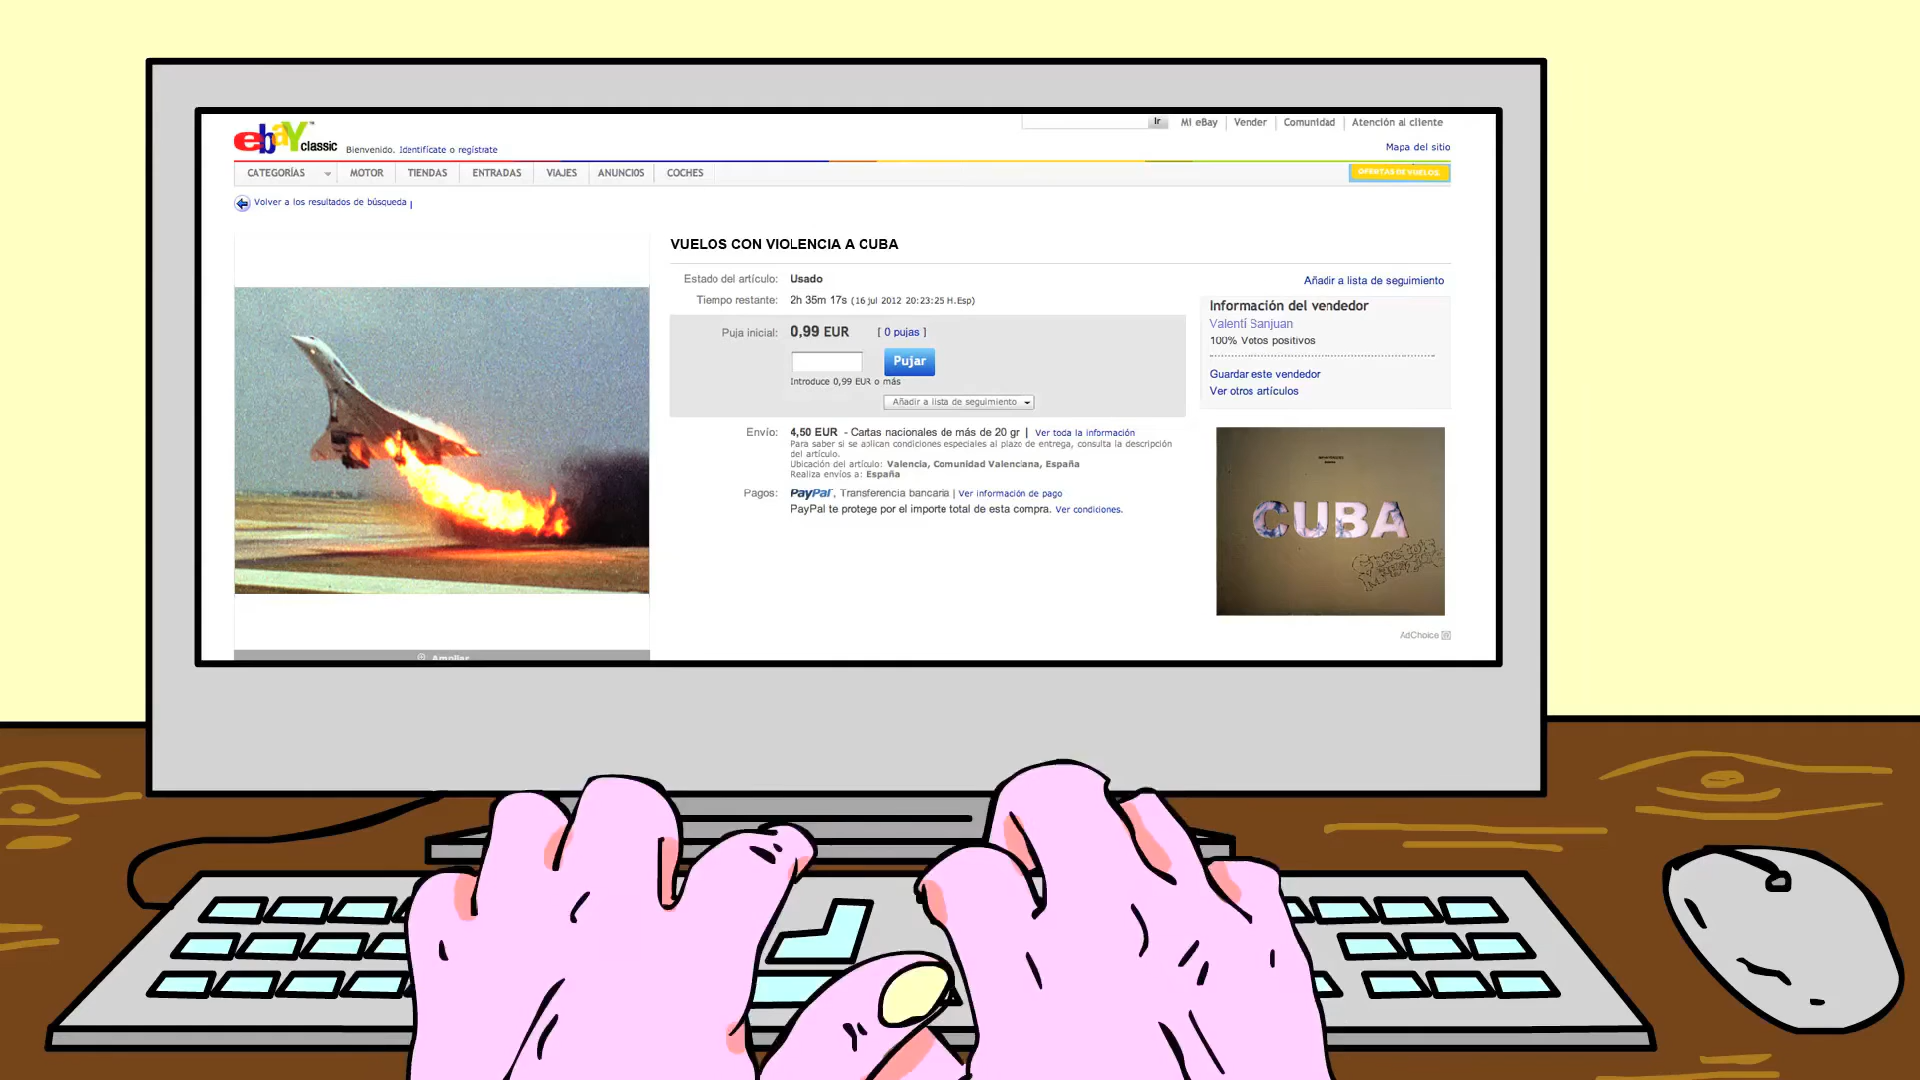 ebay™ classic
Bienvenido. Identifícate o regístrate
Ir
Mi eBay
Vender
Comunidad
Atención al cliente
Mapa del sitio
CATEGORÍAS
MOTOR
TIENDAS
ENTRADAS
VIAJES
ANUNCIOS
COCHES
OFERTAS DE VUELOS
Volver a los resultados de búsqueda |
VUELOS CON VIOLENCIA A CUBA
Estado del artículo: Usado
Tiempo restante: 2h 35m 17s (16 jul 2012 20:23:25 H.Esp)
Puja inicial: 0,99 EUR [ 0 pujas ]
Pujar
Introduce 0,99 EUR o más
Añadir a lista de seguimiento
Envío: 4,50 EUR - Cartas nacionales de más de 20 gr | Ver toda la información
Para saber si se aplican condiciones especiales al plazo de entrega, consulta la descripción
del artículo.
Ubicación del artículo: Valencia, Comunidad Valenciana, España
Realiza envíos a: España
Pagos: PayPal, Transferencia bancaria | Ver información de pago
PayPal te protege por el importe total de esta compra. Ver condiciones.
Añadir a lista de seguimiento
Información del vendedor
Valentí Sanjuan
100% Votos positivos
Guardar este vendedor
Ver otros artículos
CUBA
AdChoice
Ampliar